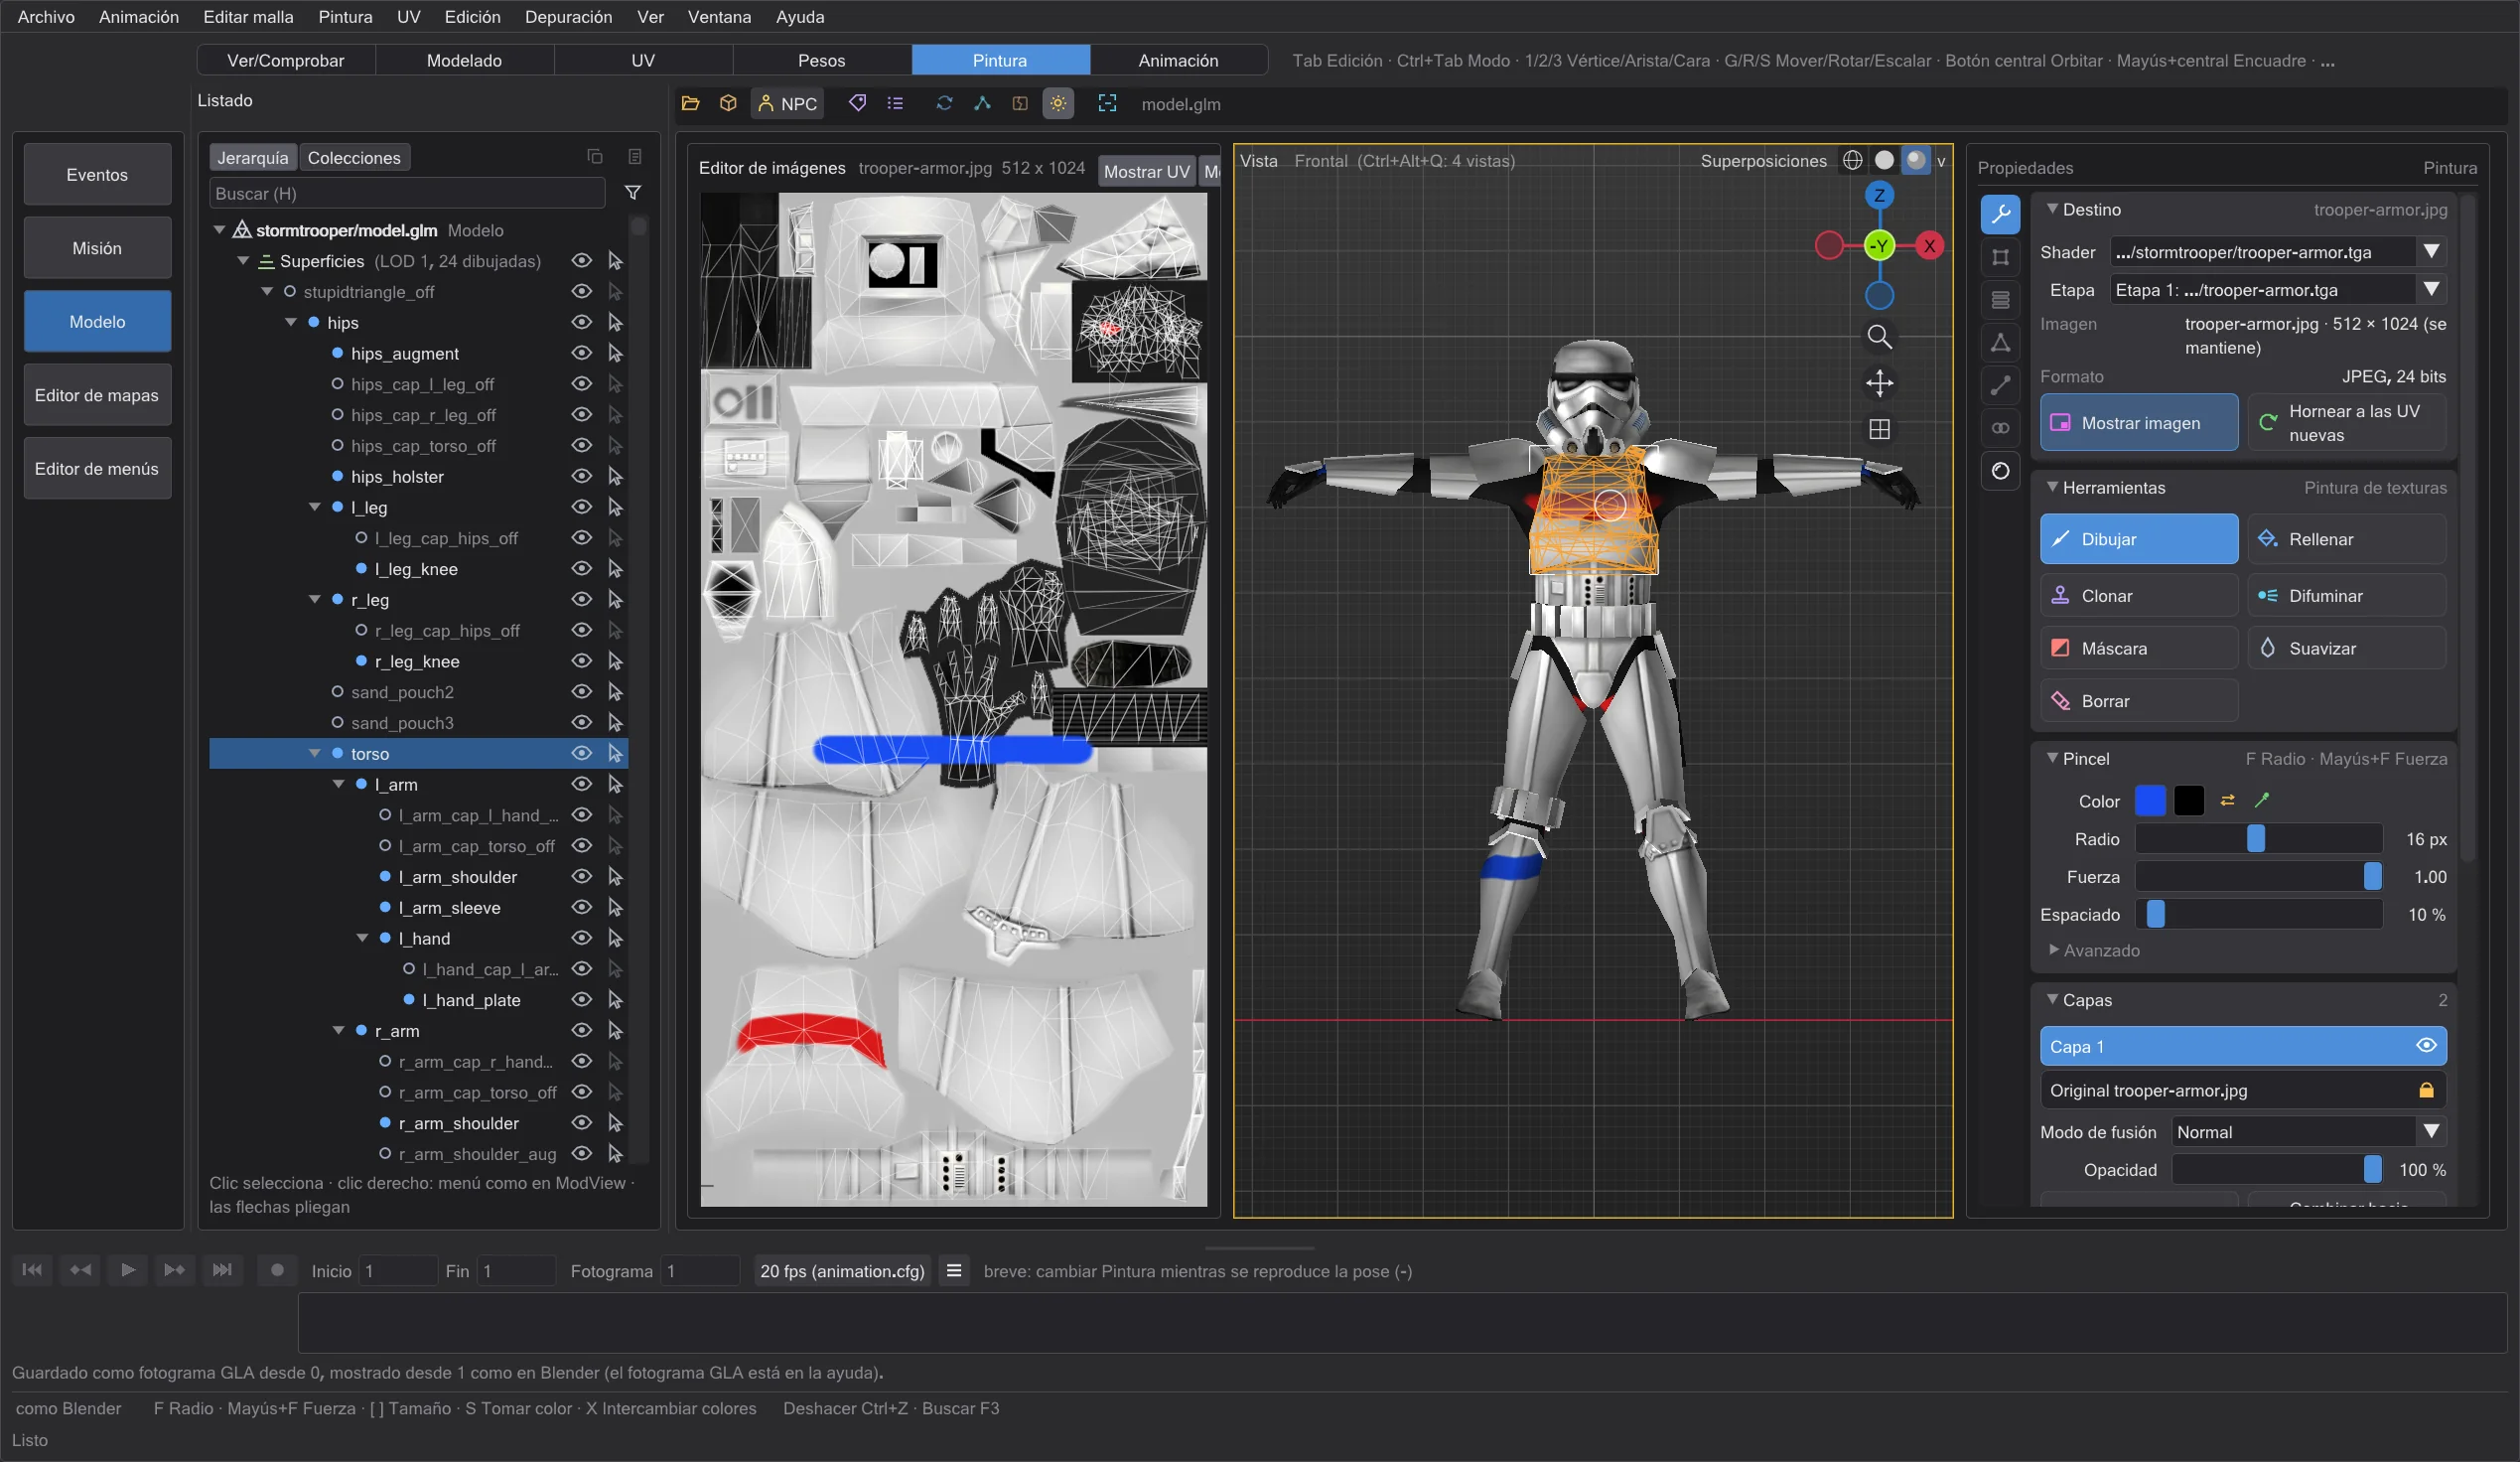 Archivo Animación Editar malla Pintura UV Edición Depuración Ver Ventana Ayuda
Ver/Comprobar Modelado UV Pesos Pintura Animación Tab Edición · Ctrl+Tab Modo · 1/2/3 Vértice/Arista/Cara · G/R/S Mover/Rotar/Escalar · Botón central Orbitar · Mayús+central Encuadre · ...
Listado
NPC model.glm
Eventos
Misión
Modelo
Editor de mapas
Editor de menús
Jerarquía Colecciones
Buscar (H)
stormtrooper/model.glm Modelo
Superficies (LOD 1, 24 dibujadas)
stupidtriangle_off
hips
hips_augment
hips_cap_l_leg_off
hips_cap_r_leg_off
hips_cap_torso_off
hips_holster
l_leg
l_leg_cap_hips_off
l_leg_knee
r_leg
r_leg_cap_hips_off
r_leg_knee
sand_pouch2
sand_pouch3
torso
l_arm
l_arm_cap_l_hand_...
l_arm_cap_torso_off
l_arm_shoulder
l_arm_sleeve
l_hand
l_hand_cap_l_ar...
l_hand_plate
r_arm
r_arm_cap_r_hand...
r_arm_cap_torso_off
r_arm_shoulder
r_arm_shoulder_aug
Clic selecciona · clic derecho: menú como en ModView ·
las flechas pliegan
Editor de imágenes trooper-armor.jpg 512 x 1024 Mostrar UV
Vista Frontal (Ctrl+Alt+Q: 4 vistas) Superposiciones v
Z
-Y X
Propiedades Pintura
Destino trooper-armor.jpg
Shader .../stormtrooper/trooper-armor.tga
Etapa Etapa 1: .../trooper-armor.tga
Imagen trooper-armor.jpg · 512 × 1024 (se
mantiene)
Formato JPEG, 24 bits
Mostrar imagen
Hornear a las UV
nuevas
Herramientas Pintura de texturas
Dibujar Rellenar
Clonar Difuminar
Máscara Suavizar
Borrar
Pincel F Radio · Mayús+F Fuerza
Color
Radio 16 px
Fuerza 1.00
Espaciado 10 %
Avanzado
Capas 2
Capa 1
Original trooper-armor.jpg
Modo de fusión Normal
Opacidad 100 %
Inicio 1 Fin 1 Fotograma 1 20 fps (animation.cfg) breve: cambiar Pintura mientras se reproduce la pose (-)
Guardado como fotograma GLA desde 0, mostrado desde 1 como en Blender (el fotograma GLA está en la ayuda).
como Blender F Radio · Mayús+F Fuerza · [ ] Tamaño · S Tomar color · X Intercambiar colores Deshacer Ctrl+Z · Buscar F3
Listo